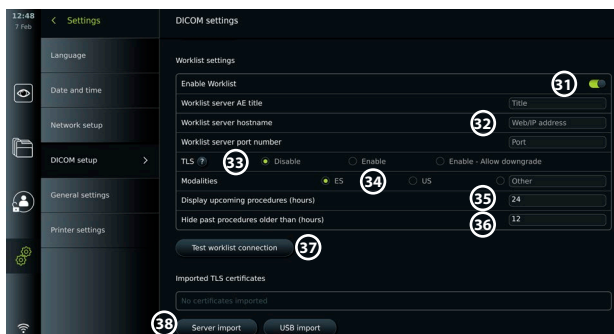 12:48
7 Feb
Settings
DICOM settings
Language
Date and time
Network setup
DICOM setup
General settings
Printer settings
Worklist settings
Enable Worklist
31
Worklist server AE title
Title
Worklist server hostname
32
Web/IP address
Worklist server port number
Port
TLS ? 33 Disable Enable Enable - Allow downgrade
Modalities ES 34 US Other
Display upcoming procedures (hours) 35 24
Hide past procedures older than (hours) 36 12
Test worklist connection 37
Imported TLS certificates
No certificates imported
38 Server import USB import